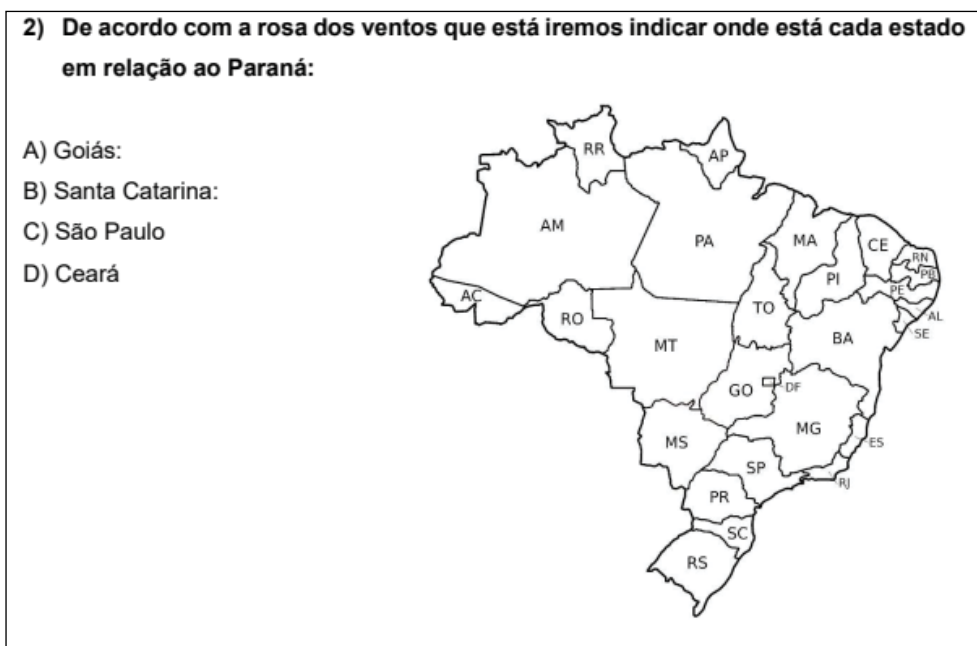 2) De acordo com a rosa dos ventos que está iremos indicar onde está cada estado
em relação ao Paraná:
A) Goiás:
B) Santa Catarina:
C) São Paulo
D) Ceará
RR
AP
AM
PA
MA
CE
RN
PB
PI
PE
AC
TO
AL
RO
SE
BA
MT
GO
DF
MG
MS
ES
SP
RJ
PR
SC
RS